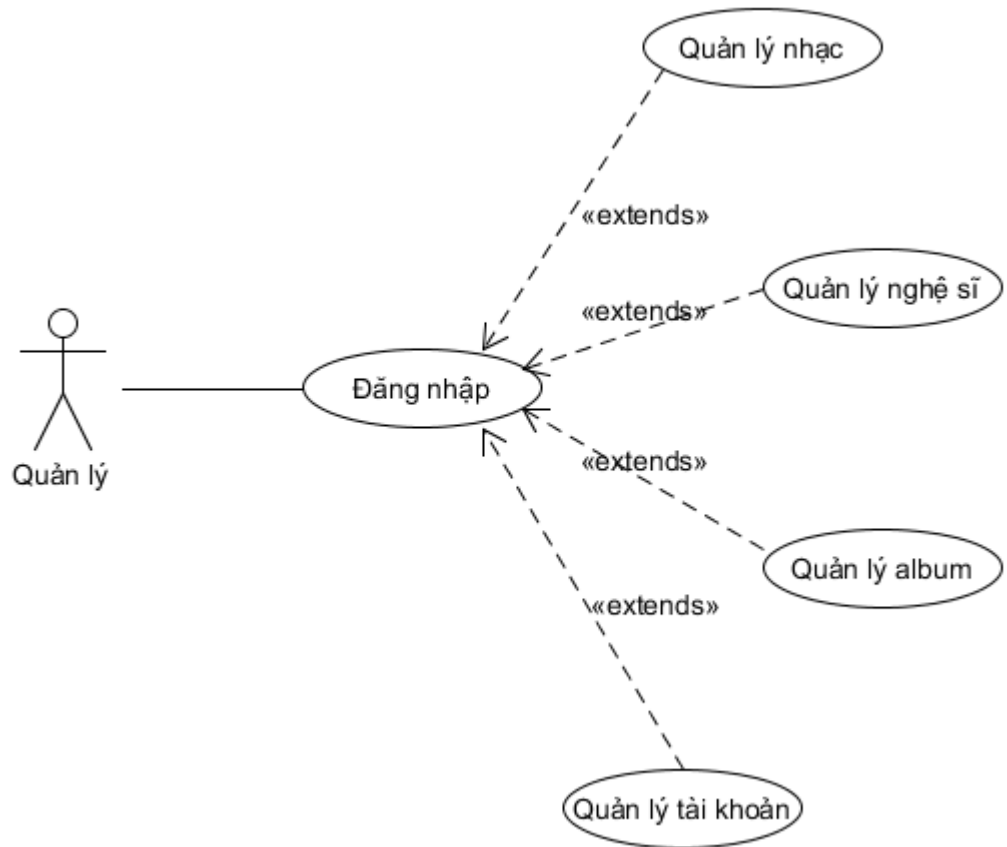 Quản lý nhạc
«extends»
Quản lý nghệ sĩ
«extends»
Đăng nhập
Quản lý
«extends»
Quản lý album
«extends»
Quản lý tài khoản